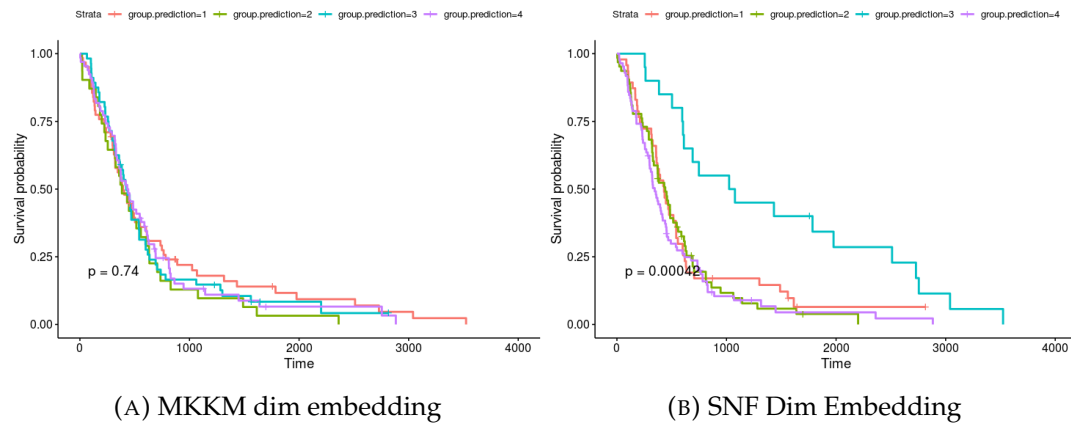 Strata group.prediction=1 group.prediction=2 group.prediction=3 group.prediction=4
1.00
0.75
0.50
0.25
0.00
Survival probability
p = 0.74
0 1000 2000 3000 4000
Time
(A) MKKM dim embedding
Strata group.prediction=1 group.prediction=2 group.prediction=3 group.prediction=4
1.00
0.75
0.50
0.25
0.00
Survival probability
p = 0.00042
0 1000 2000 3000 4000
Time
(B) SNF Dim Embedding